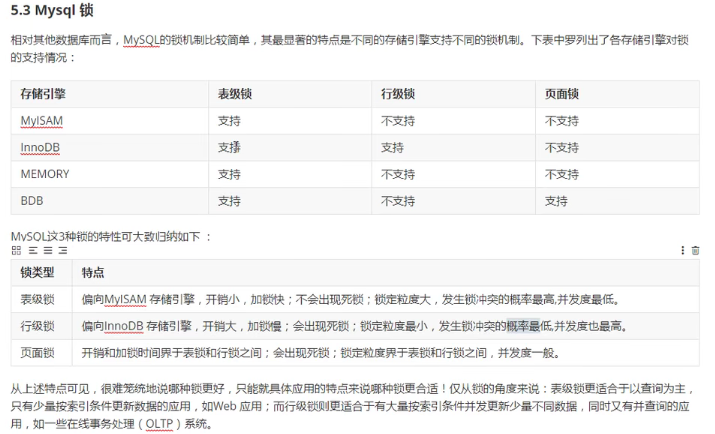 5.3 Mysql 锁
相对其他数据库而言，MySQL的锁机制比较简单，其最显著的特点是不同的存储引擎支持不同的锁机制。下表中罗列出了各存储引擎对锁
的支持情况：
存储引擎 表级锁 行级锁 页面锁
MyISAM 支持 不支持 不支持
InnoDB 支持 支持 不支持
MEMORY 支持 不支持 不支持
BDB 支持 不支持 支持
MySQL这3种锁的特性可大致归纳如下 ：
锁类型 特点
表级锁 偏向MyISAM 存储引擎，开销小，加锁快；不会出现死锁；锁定粒度大，发生锁冲突的概率最高,并发度最低。
行级锁 偏向InnoDB 存储引擎，开销大，加锁慢；会出现死锁；锁定粒度最小，发生锁冲突的概率最低,并发度也最高。
页面锁 开销和加锁时间界于表锁和行锁之间；会出现死锁；锁定粒度界于表锁和行锁之间，并发度一般。
从上述特点可见，很难笼统地说哪种锁更好，只能就具体应用的特点来说哪种锁更合适！仅从锁的角度来说：表级锁更适合于以查询为主，
只有少量按索引条件更新数据的应用，如Web 应用；而行级锁则更适合于有大量按索引条件并发更新少量不同数据，同时又有并查询的应
用，如一些在线事务处理（OLTP）系统。